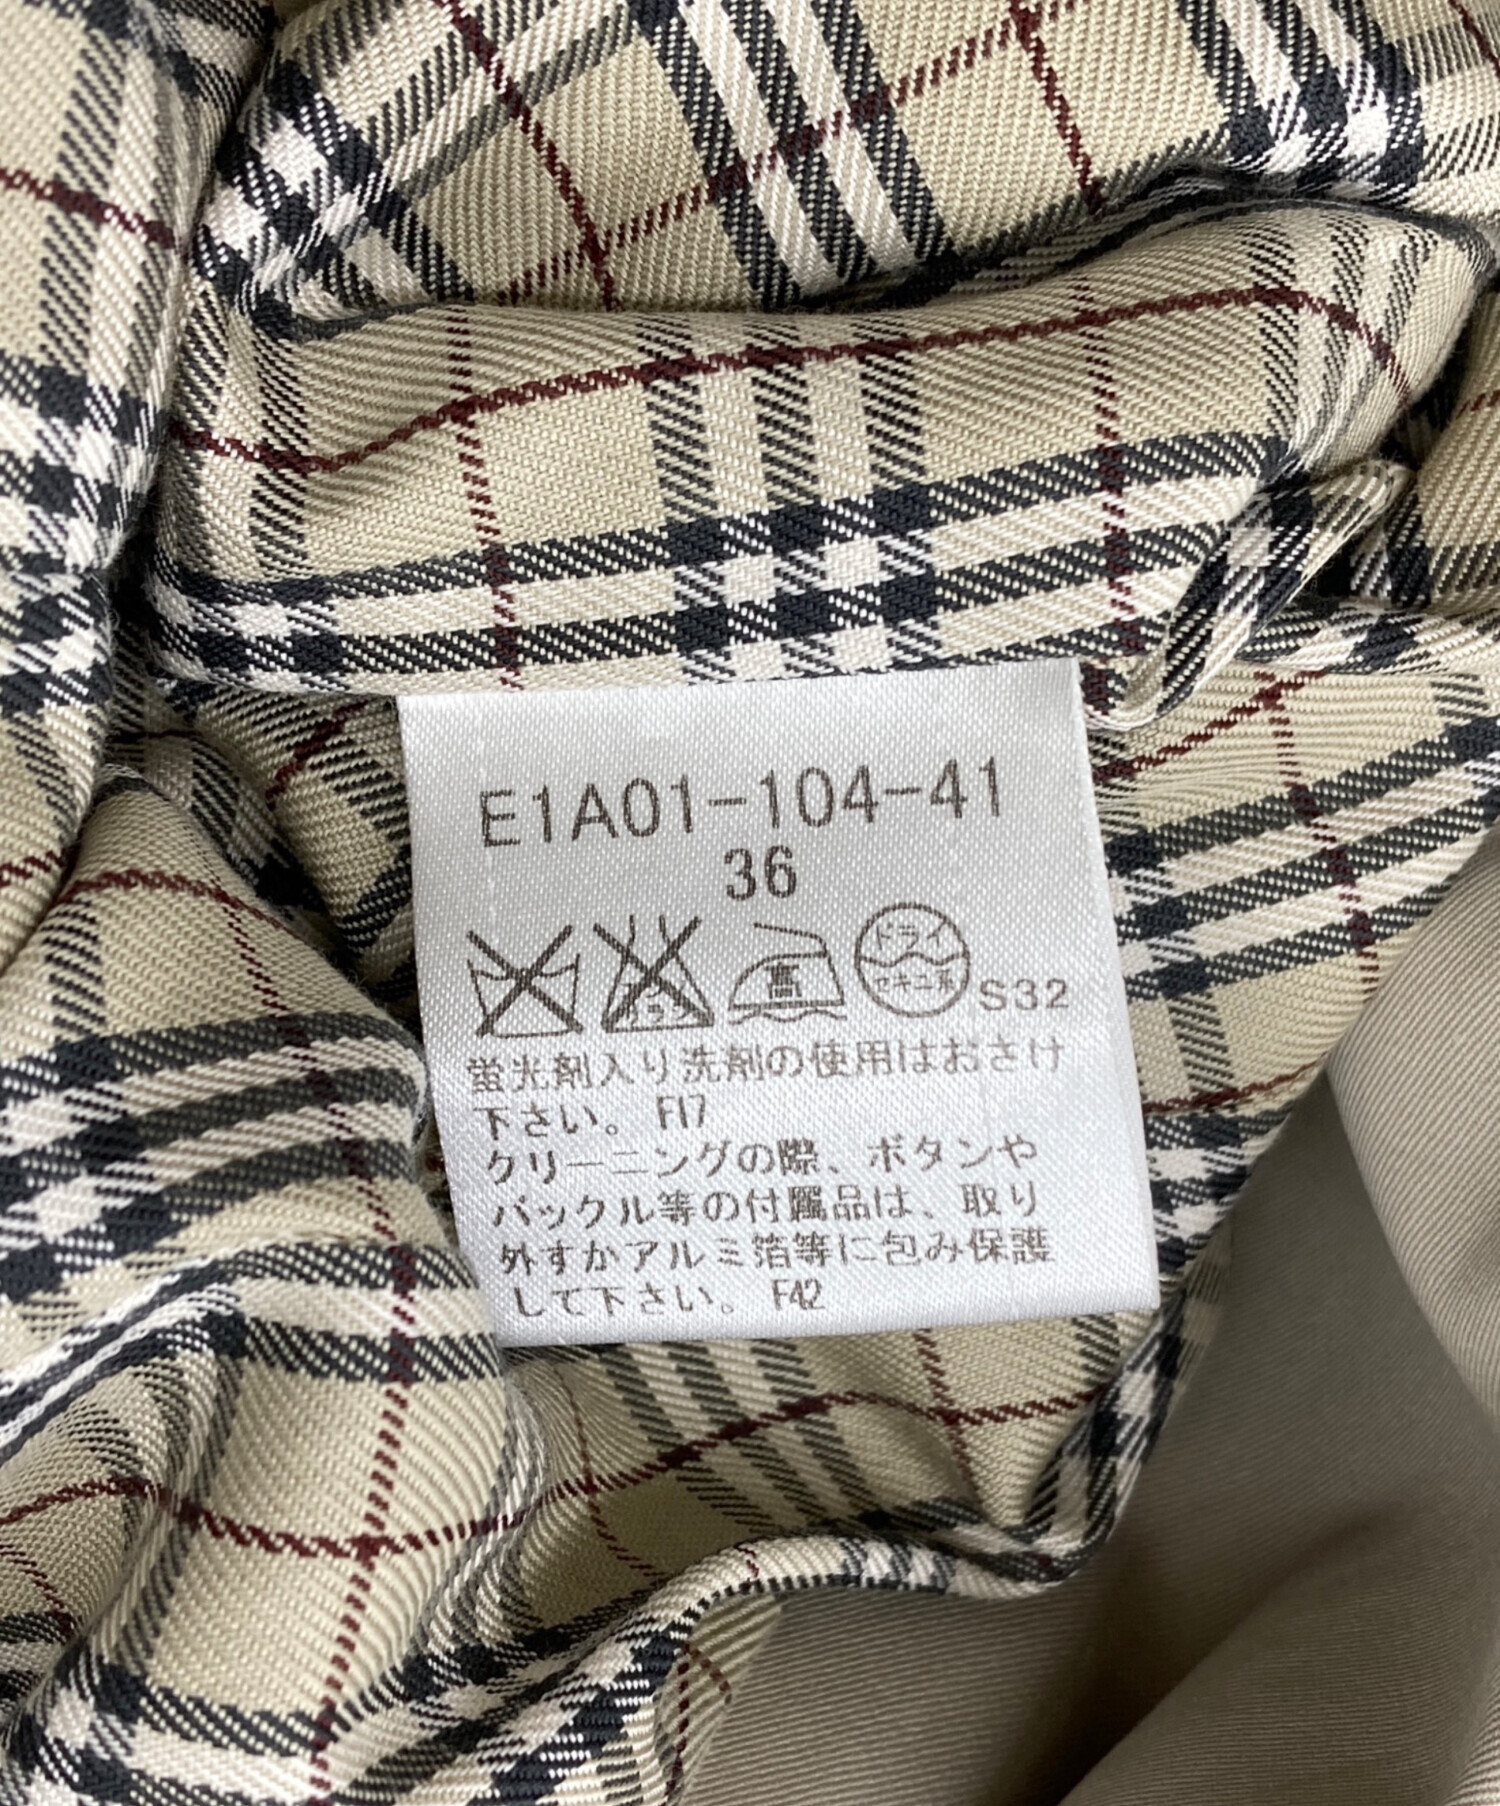 E1A01-104-41
36
高 ドライ S32
セキユ系
蛍光剤入り洗剤の使用はおさけ
下さい。 F17
クリーニングの際、ボタンや
バックル等の付属品は、取り
外すかアルミ箔等に包み保護
して下さい。 F42